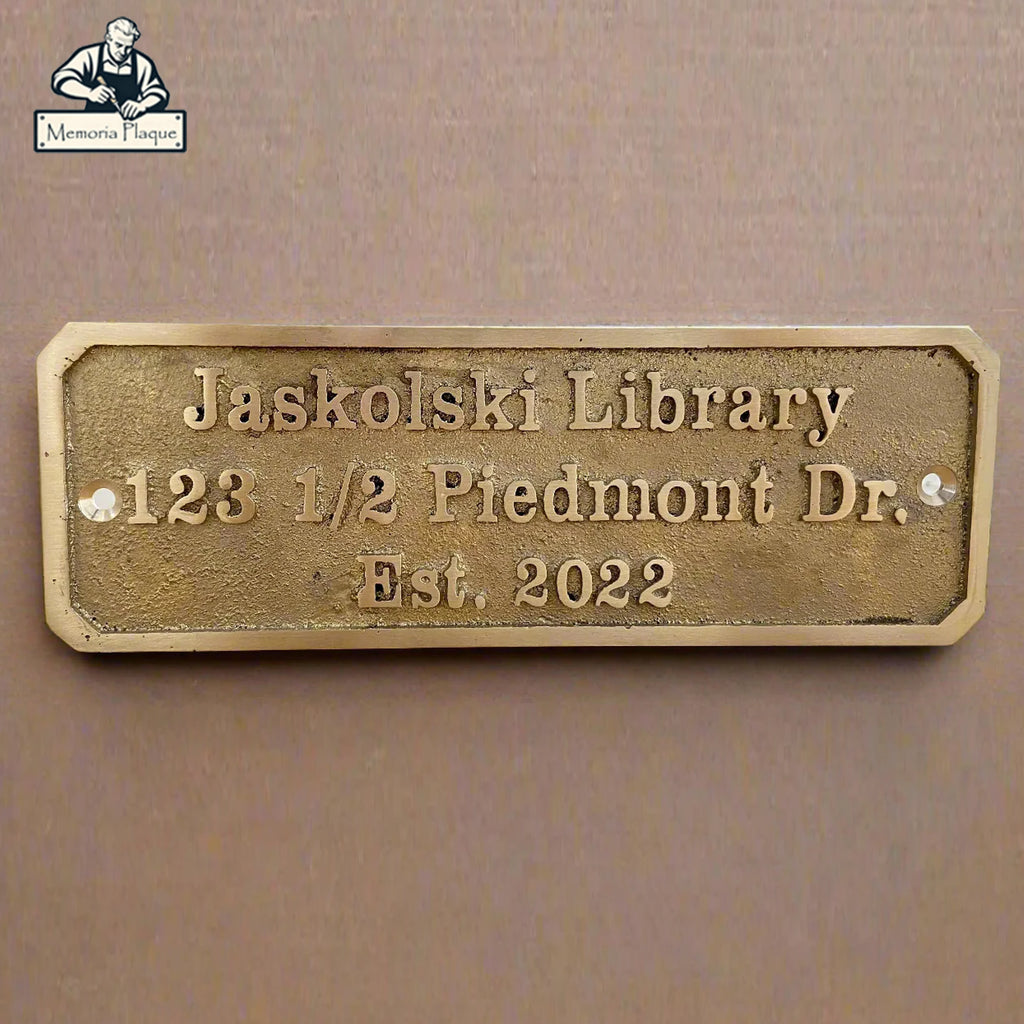 Memoria Plaque
Jaskolski Library
123 1/2 Piedmont Dr.
Est. 2022